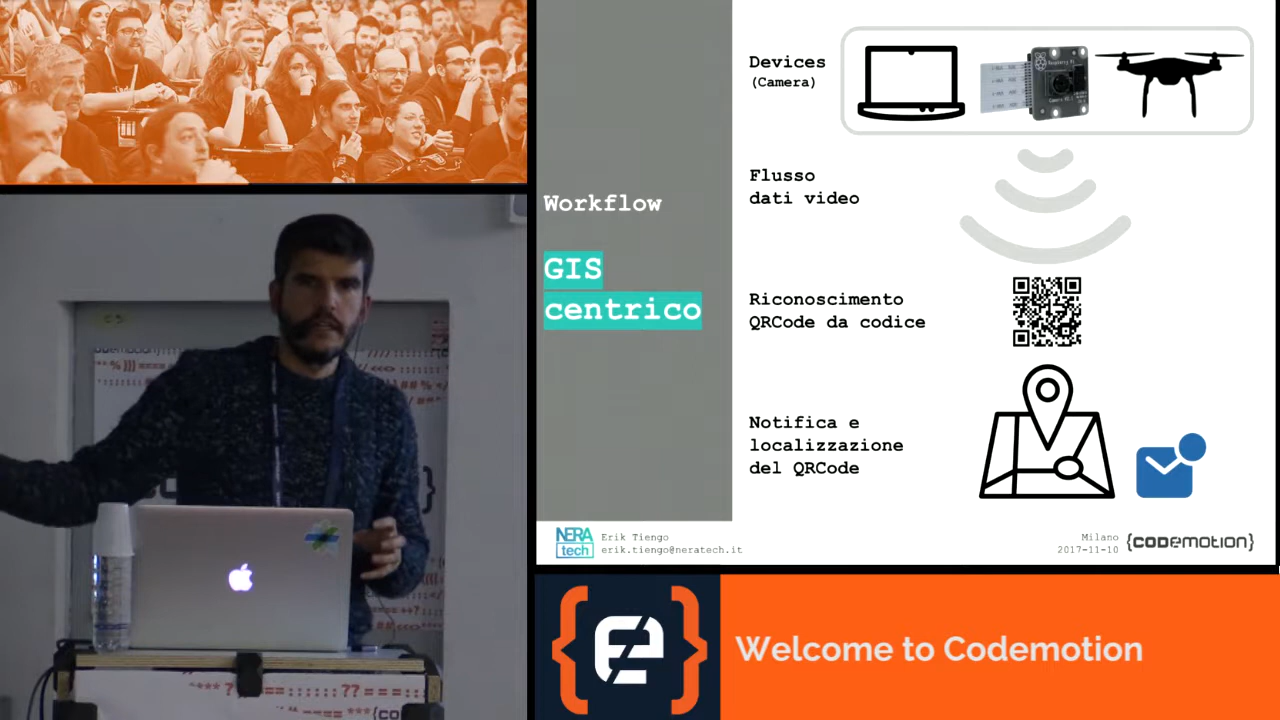 Workflow
GIS
centrico
Devices
(Camera)
Flusso
dati video
Riconoscimento
QRCode da codice
Notifica e
localizzazione
del QRCode
NERA
tech
Erik Tiengo
erik.tiengo@neratech.it
Milano
2017-11-10
{CODEMOTION}
Welcome to Codemotion